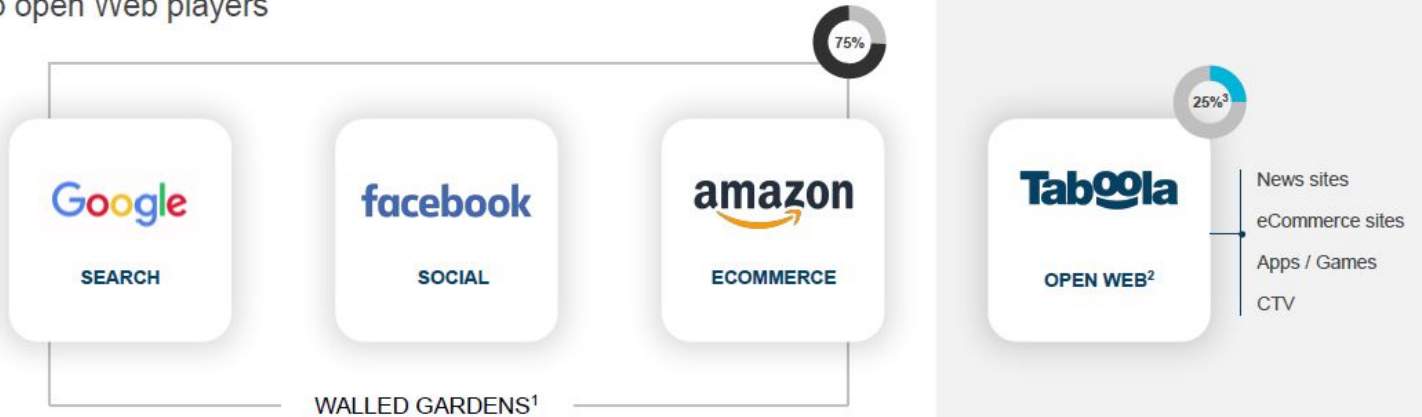 open Web players
75%
25%³
Google
facebook
amazon
Taboola
SEARCH
SOCIAL
ECOMMERCE
OPEN WEB²
News sites
eCommerce sites
Apps / Games
CTV
WALLED GARDENS¹